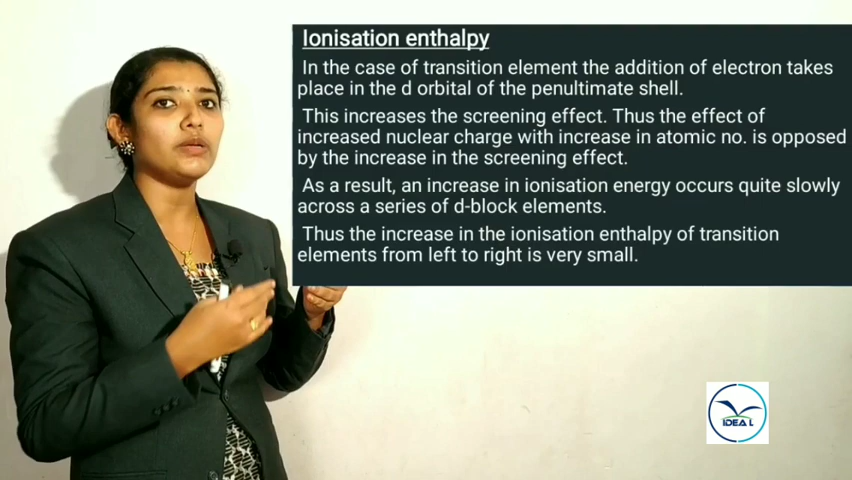 Ionisation enthalpy
In the case of transition element the addition of electron takes
place in the d orbital of the penultimate shell.
This increases the screening effect. Thus the effect of
increased nuclear charge with increase in atomic no. is opposed
by the increase in the screening effect.
As a result, an increase in ionisation energy occurs quite slowly
across a series of d-block elements.
Thus the increase in the ionisation enthalpy of transition
elements from left to right is very small.
IDEAL